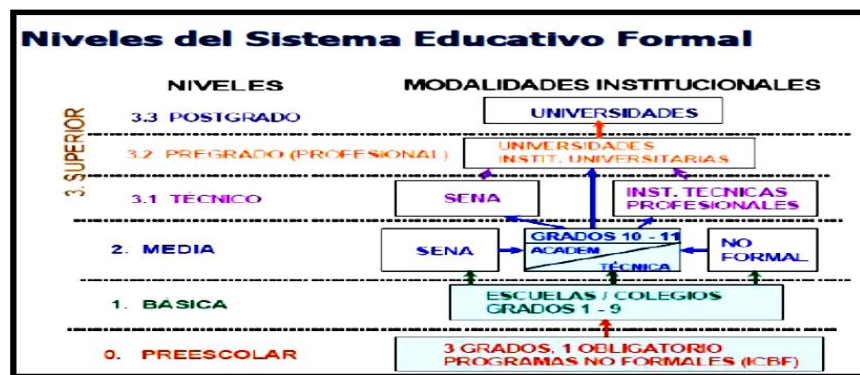 Niveles del Sistema Educativo Formal
NIVELES
MODALIDADES INSTITUCIONALES
3. SUPERIOR
3.3 POSTGRADO
UNIVERSIDADES
3.2 PREGRADO (PROFESIONAL)
UNIVERSIDADES
INSTIT. UNIVERSITARIAS
3.1 TÉCNICO
SENA
INST. TECNICAS
PROFESIONALES
2. MEDIA
SENA
GRADOS 10 - 11
ACADEM
TÉCNICA
NO
FORMAL
1. BÁSICA
ESCUELAS / COLEGIOS
GRADOS 1 - 9
0. PREESCOLAR
3 GRADOS, 1 OBLIGATORIO
PROGRAMAS NO FORMALES (ICBF)